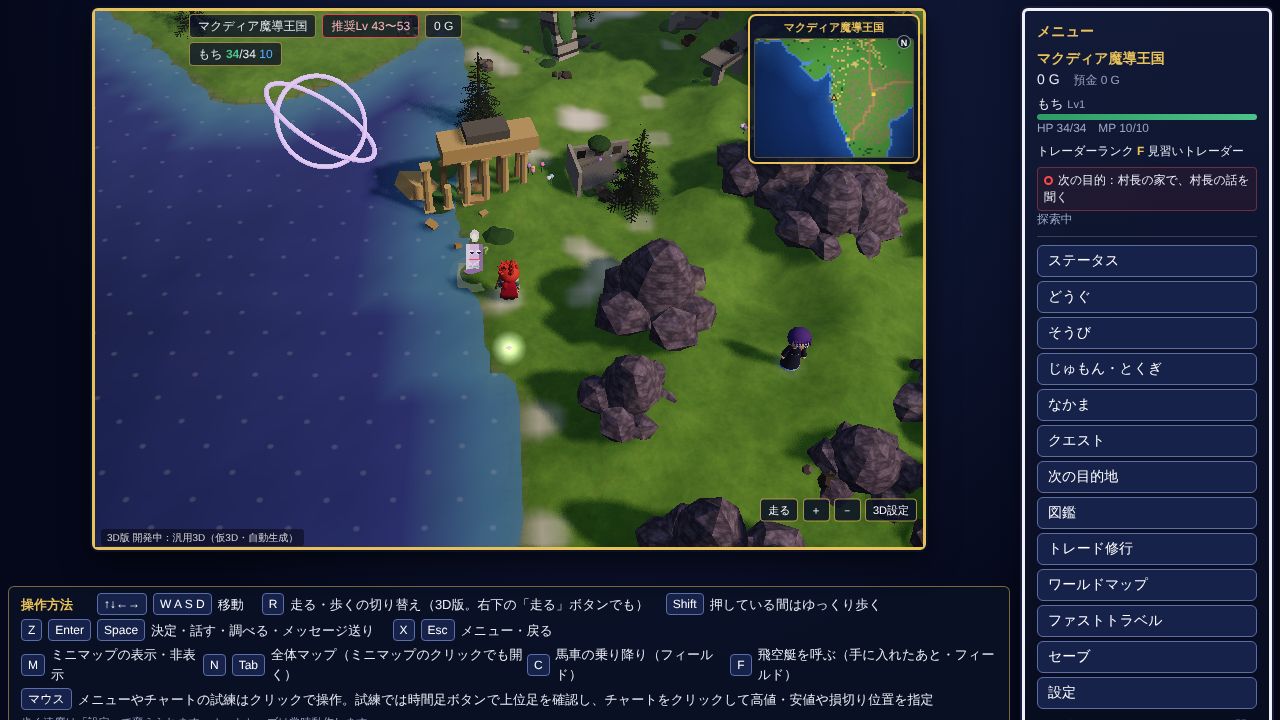 マクディア魔導王国
推奨Lv 43〜53
0 G
もち 34/34 10
マクディア魔導王国
N
走る
+
−
3D設定
3D版 開発中：汎用3D（仮3D・自動生成）
メニュー
マクディア魔導王国
0 G 預金 0 G
もち Lv1
HP 34/34 MP 10/10
トレーダーランク F 見習いトレーダー
次の目的：村長の家で、村長の話を
聞く
探索中
ステータス
どうぐ
そうび
じゅもん・とくぎ
なかま
クエスト
次の目的地
図鑑
トレード修行
ワールドマップ
ファストトラベル
セーブ
設定
操作方法 ↑↓←→ W A S D 移動 R 走る・歩くの切り替え（3D版。右下の「走る」ボタンでも） Shift 押している間はゆっくり歩く
Z Enter Space 決定・話す・調べる・メッセージ送り X Esc メニュー・戻る
M ミニマップの表示・非表示 N Tab 全体マップ（ミニマップのクリックでも開く） C 馬車の乗り降り（フィールド） F 飛空艇を呼ぶ（手に入れたあと・フィールド）
マウス メニューやチャートの試練はクリックで操作。試練では時間足ボタンで上位足を確認し、チャートをクリックして高値・安値や損切り位置を指定